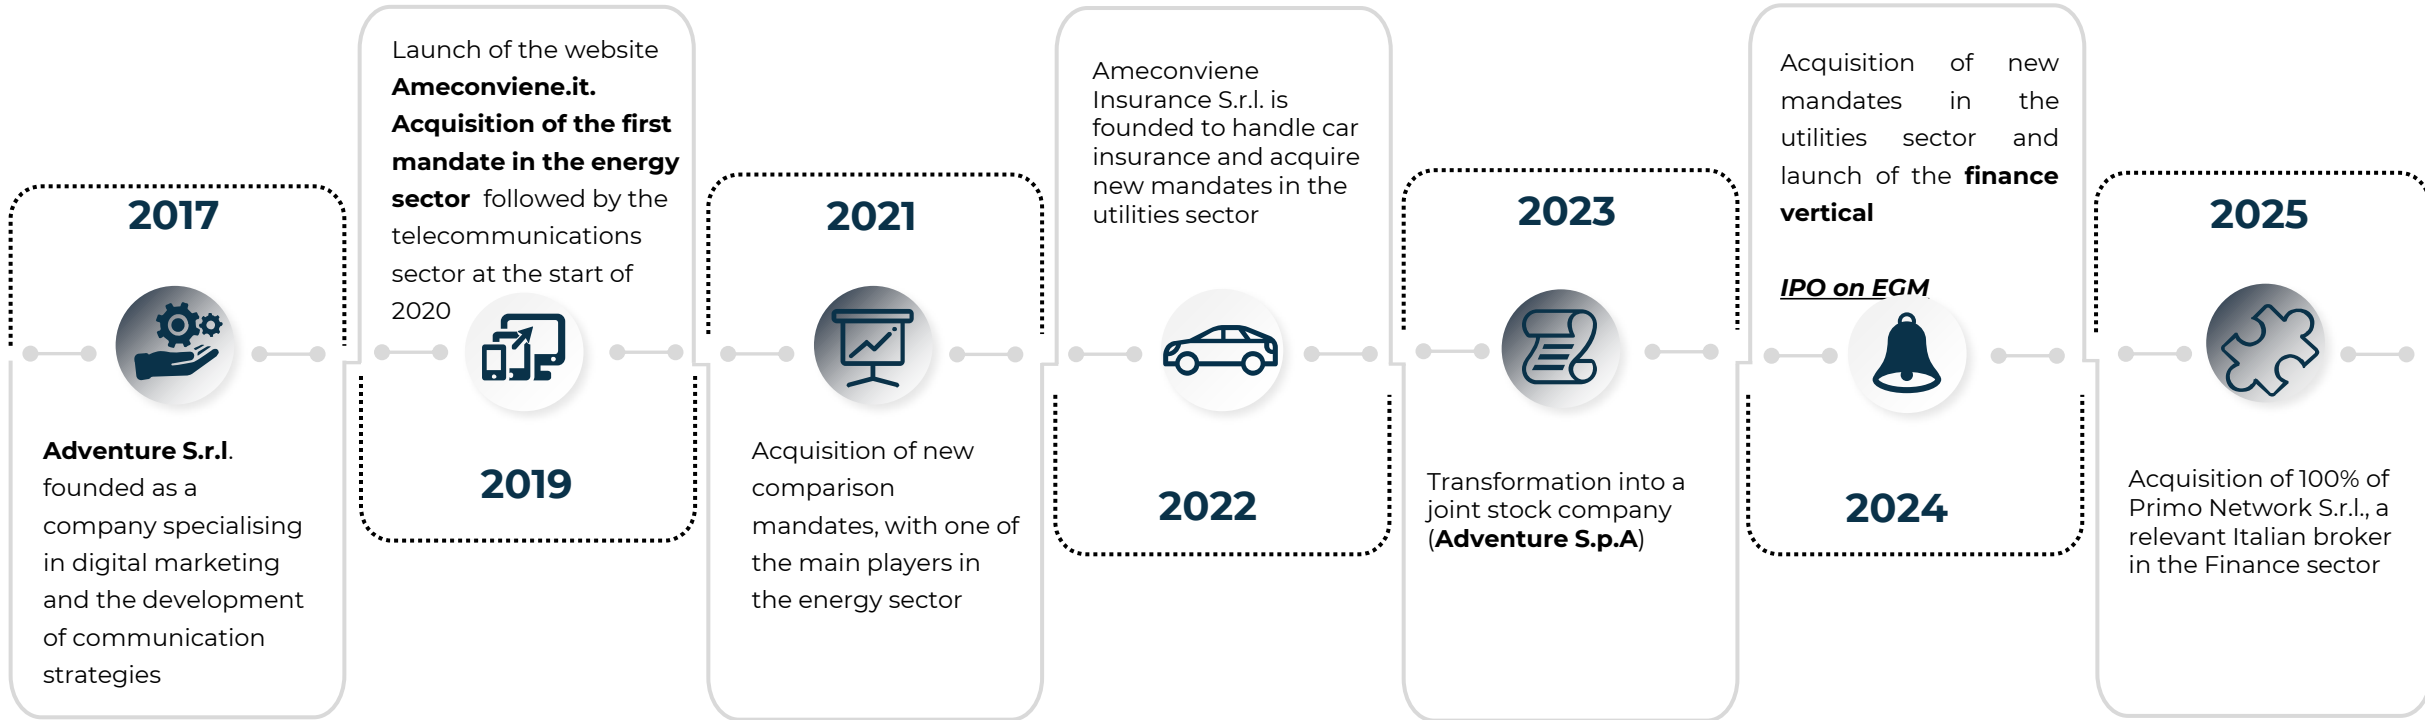 2017
Adventure S.r.l.
founded as a
company specialising
in digital marketing
and the development
of communication
strategies
Launch of the website
Ameconviene.it.
Acquisition of the first
mandate in the energy
sector followed by the
telecommunications
sector at the start of
2020
2019
2021
Acquisition of new
comparison
mandates, with one of
the main players in
the energy sector
Ameconviene
Insurance S.r.l. is
founded to handle car
insurance and acquire
new mandates in the
utilities sector
2022
2023
Transformation into a
joint stock company
(Adventure S.p.A)
Acquisition of new
mandates in the
utilities sector and
launch of the finance
vertical
IPO on EGM
2024
2025
Acquisition of 100% of
Primo Network S.r.l., a
relevant Italian broker
in the Finance sector